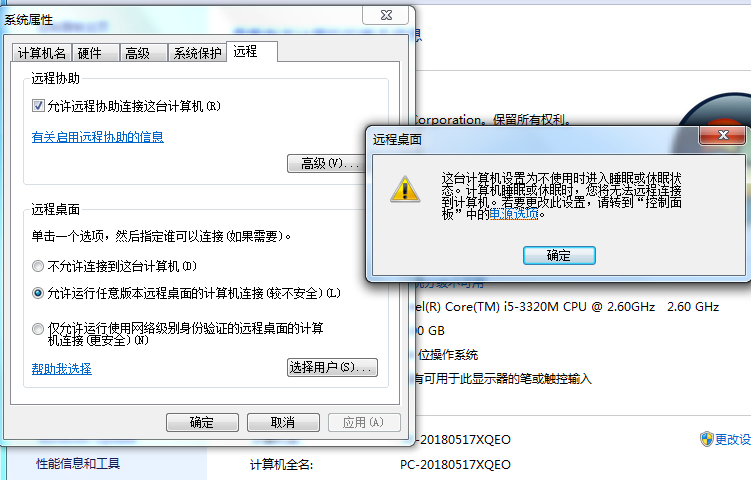 系统属性
计算机名 硬件 高级 系统保护 远程
远程协助
允许远程协助连接这台计算机(R)
有关启用远程协助的信息
高级(V)...
远程桌面
单击一个选项，然后指定谁可以连接(如果需要)。
不允许连接到这台计算机(D)
允许运行任意版本远程桌面的计算机连接(较不安全)(L)
仅允许运行使用网络级别身份验证的远程桌面的计算
机连接(更安全)(N)
帮助我选择
选择用户(S)...
确定 取消 应用(A)
息
Corporation。保留所有权利。
远程桌面
这台计算机设置为不使用时进入睡眠或休眠状
态。计算机睡眠或休眠时，您将无法远程连接
到计算机。若要更改此设置，请转到“控制面
板”中的电源选项。
确定
分级不可用
el(R) Core(TM) i5-3320M CPU @ 2.60GHz 2.60 GHz
0 GB
位操作系统
有可用于此显示器的笔或触控输入
C-20180517XQEO
更改设
性能信息和工具
计算机全名:
PC-20180517XQEO